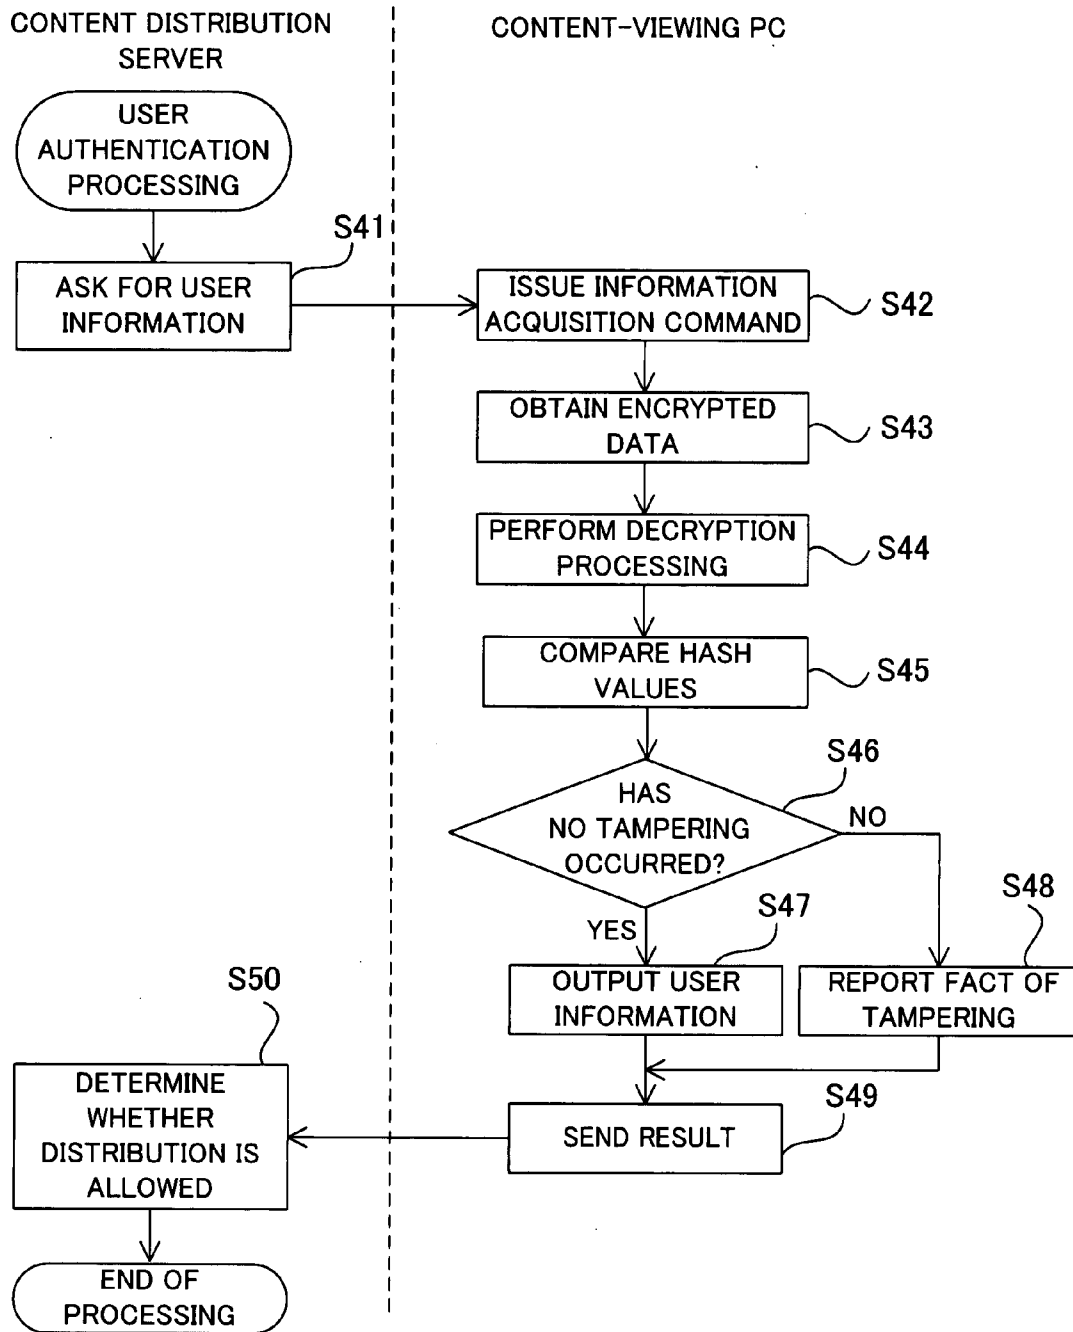 CONTENT DISTRIBUTION
SERVER
CONTENT-VIEWING PC
USER
AUTHENTICATION
PROCESSING
S41
ASK FOR USER
INFORMATION
ISSUE INFORMATION
ACQUISITION COMMAND
S42
OBTAIN ENCRYPTED
DATA
S43
PERFORM DECRYPTION
PROCESSING
S44
COMPARE HASH
VALUES
S45
S46
HAS
NO TAMPERING
OCCURRED?
NO
YES
S47
S48
OUTPUT USER
INFORMATION
REPORT FACT OF
TAMPERING
S49
SEND RESULT
S50
DETERMINE
WHETHER
DISTRIBUTION IS
ALLOWED
END OF
PROCESSING